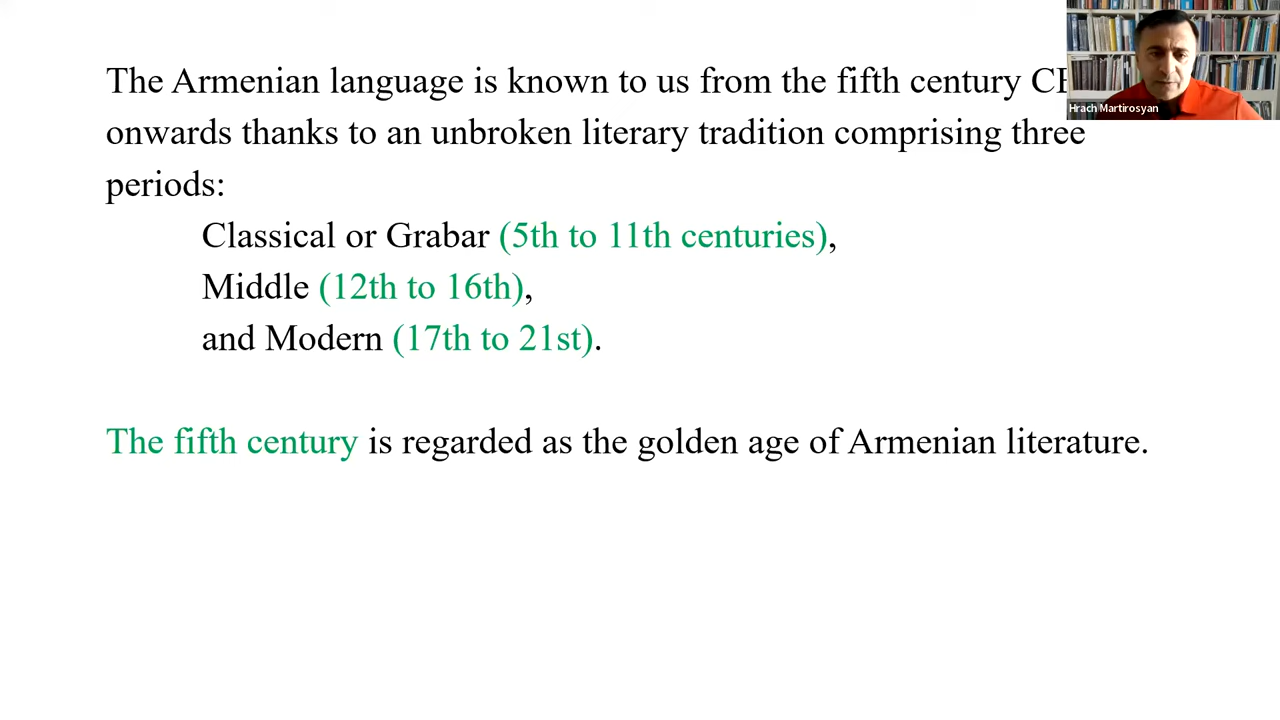 The Armenian language is known to us from the fifth century
onwards thanks to an unbroken literary tradition comprising three
periods:
Classical or Grabar (5th to 11th centuries),
Middle (12th to 16th),
and Modern (17th to 21st).
The fifth century is regarded as the golden age of Armenian literature.
Hrach Martirosyan